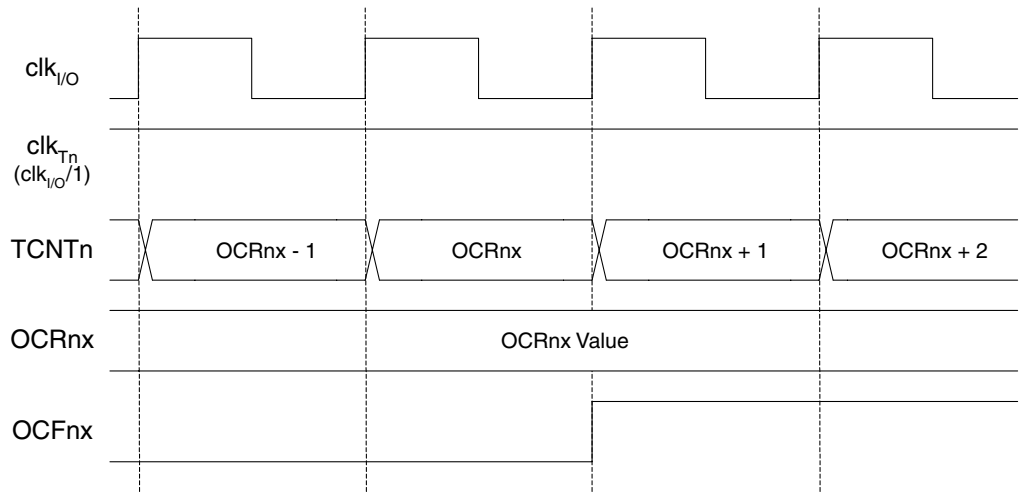 clkI/O
clkTn
(clkI/O/1)
TCNTn
OCRnx - 1
OCRnx
OCRnx + 1
OCRnx + 2
OCRnx
OCRnx Value
OCFnx